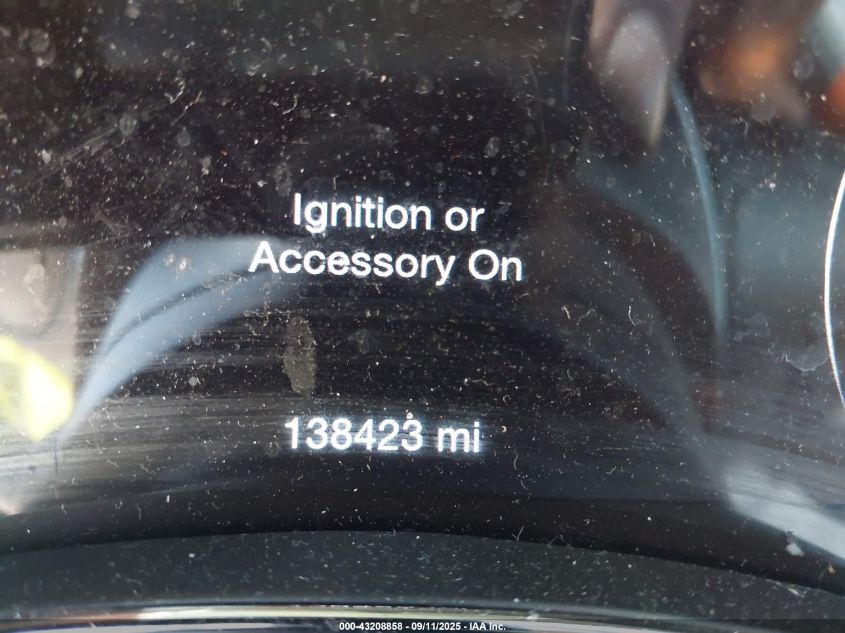 Ignition or
Accessory On
138423 mi
000-43208858 - 09/11/2025 - IAA Inc.